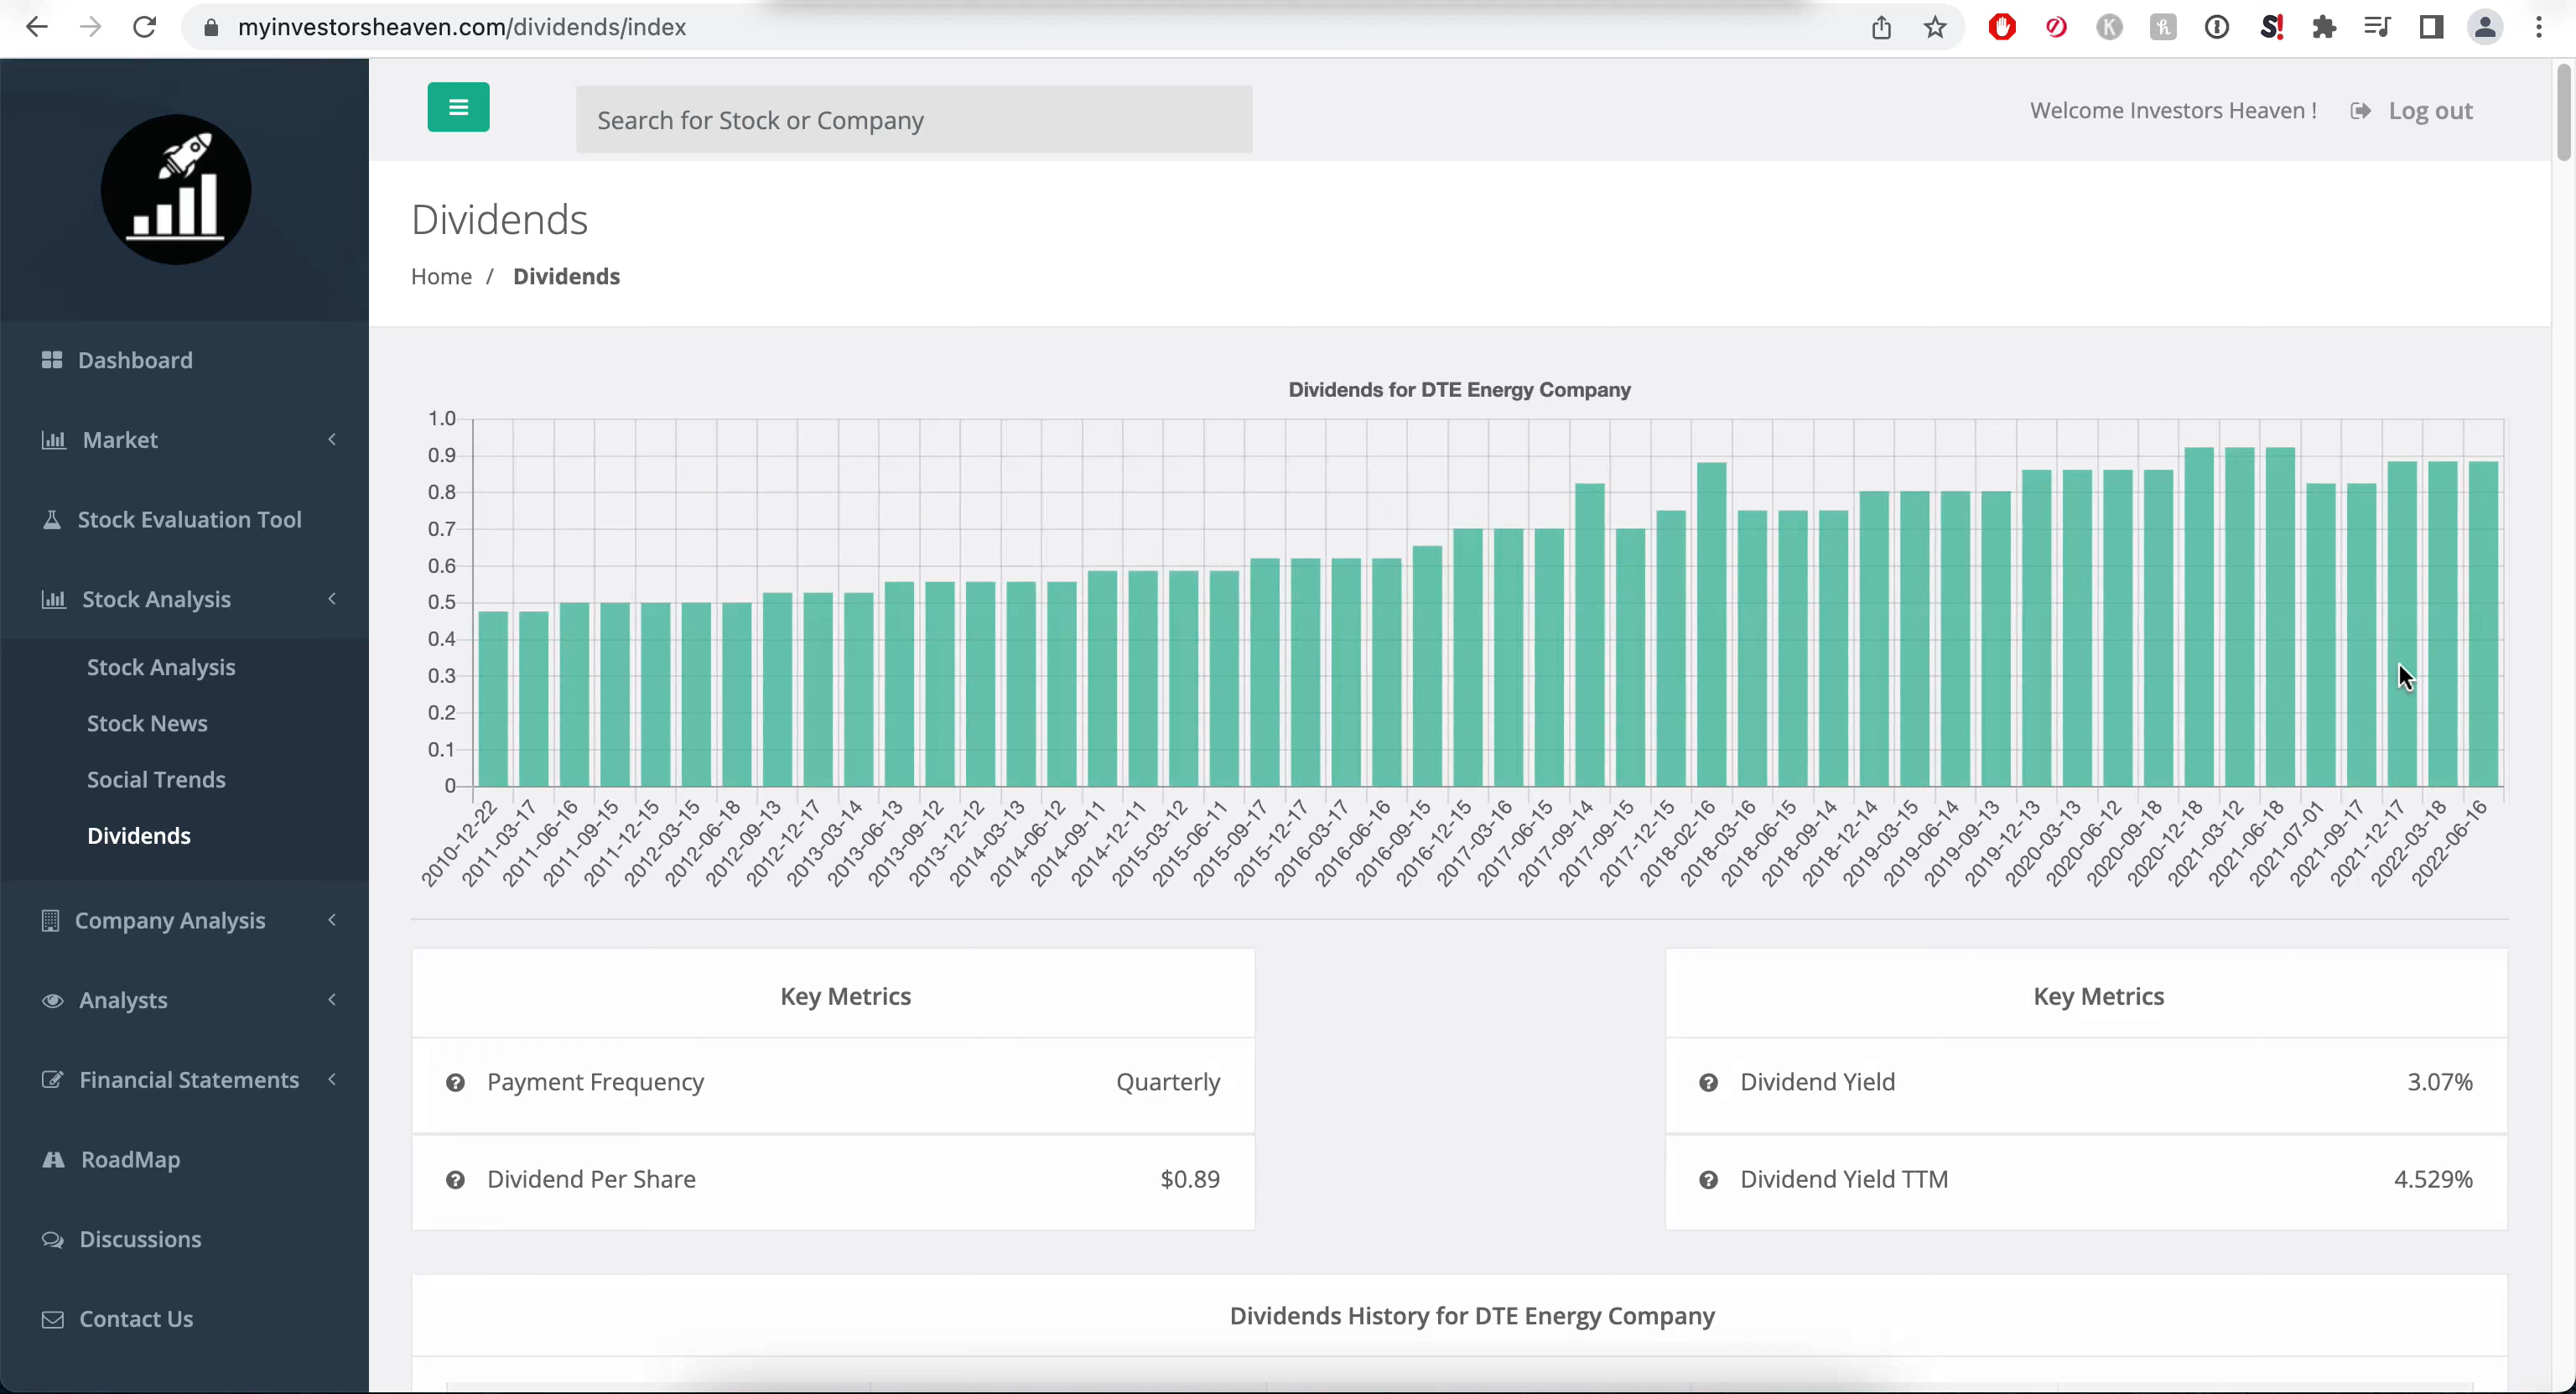 myinvestorsheaven.com/dividends/index
Search for Stock or Company
Welcome Investors Heaven !
Log out
Dividends
Home / Dividends
Dashboard
Market
Stock Evaluation Tool
Stock Analysis
Stock Analysis
Stock News
Social Trends
Dividends
Company Analysis
Analysts
Financial Statements
RoadMap
Discussions
Contact Us
Dividends for DTE Energy Company
1.0
0.9
0.8
0.7
0.6
0.5
0.4
0.3
0.2
0.1
0
2010-12-22
2011-03-17
2011-06-16
2011-09-15
2011-12-15
2012-03-15
2012-06-18
2012-09-13
2012-12-17
2013-03-14
2013-06-13
2013-09-12
2013-12-12
2014-03-13
2014-06-12
2014-09-11
2014-12-11
2015-03-12
2015-06-11
2015-09-17
2015-12-17
2016-03-17
2016-06-16
2016-09-15
2016-12-15
2017-03-16
2017-06-15
2017-09-14
2017-09-15
2017-12-15
2018-02-16
2018-03-16
2018-06-15
2018-09-14
2018-12-14
2019-03-15
2019-06-14
2019-09-13
2019-12-13
2020-03-13
2020-06-12
2020-09-18
2020-12-18
2021-03-12
2021-06-18
2021-07-01
2021-09-17
2021-12-17
2022-03-18
2022-06-16
Key Metrics
Payment Frequency Quarterly
Dividend Per Share $0.89
Key Metrics
Dividend Yield 3.07%
Dividend Yield TTM 4.529%
Dividends History for DTE Energy Company